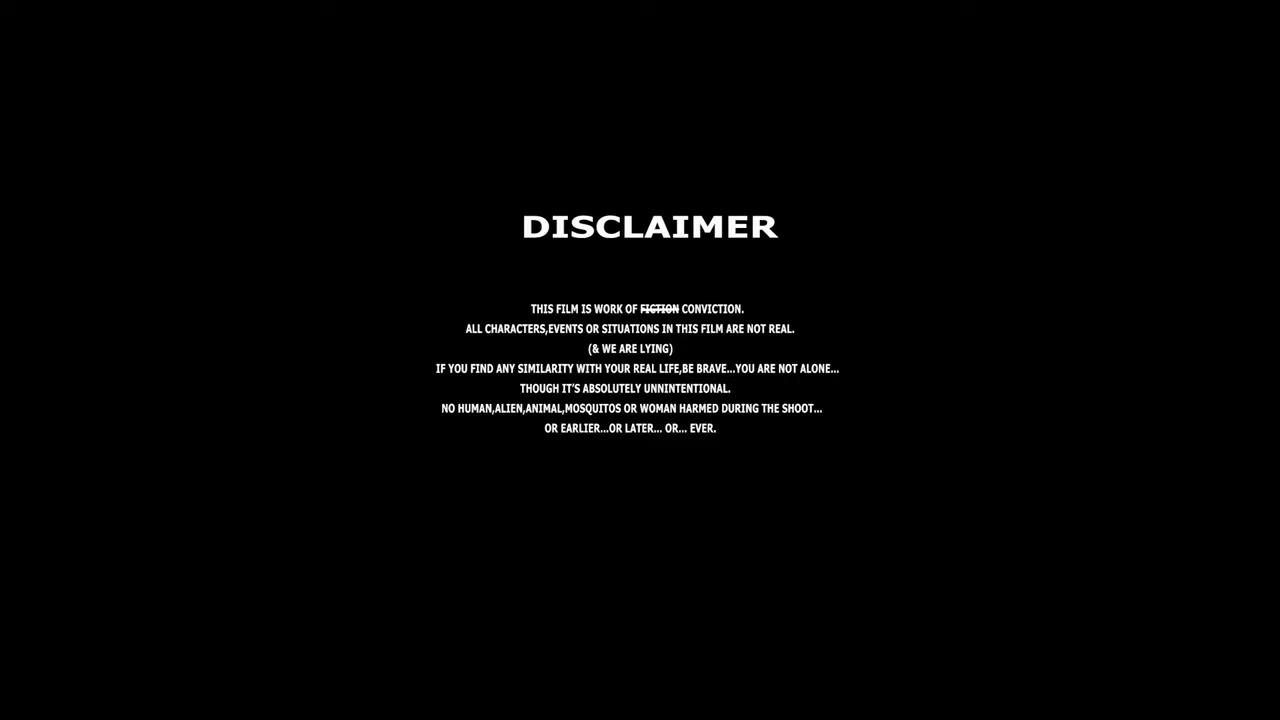 DISCLAIMER
THIS FILM IS WORK OF FICTION CONVICTION.
ALL CHARACTERS,EVENTS OR SITUATIONS IN THIS FILM ARE NOT REAL.
(& WE ARE LYING)
IF YOU FIND ANY SIMILARITY WITH YOUR REAL LIFE,BE BRAVE...YOU ARE NOT ALONE...
THOUGH IT'S ABSOLUTELY UNNINTENTIONAL.
NO HUMAN,ALIEN,ANIMAL,MOSQUITOS OR WOMAN HARMED DURING THE SHOOT...
OR EARLIER...OR LATER... OR... EVER.